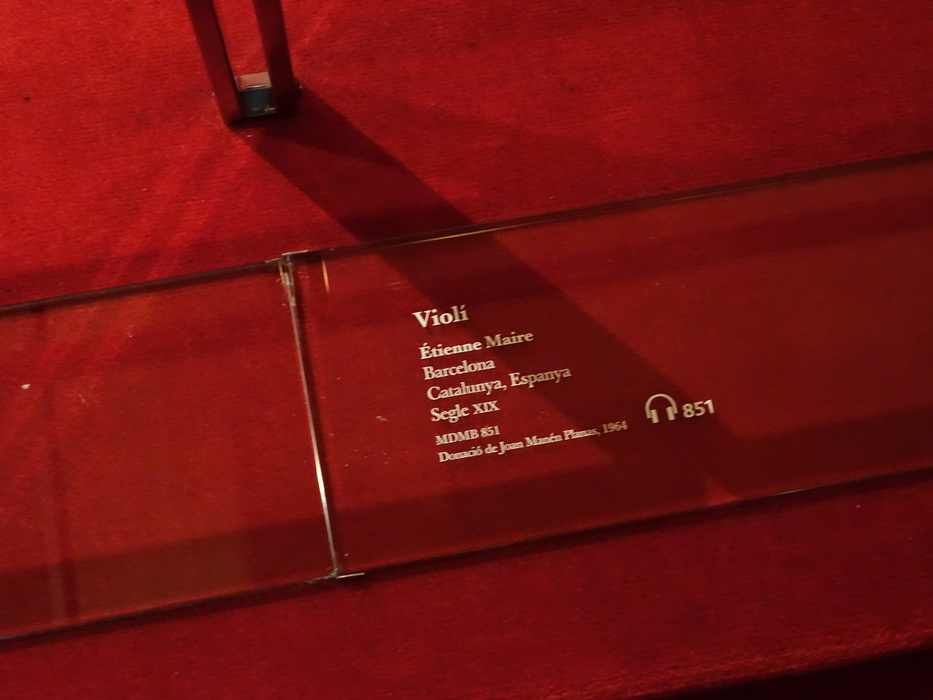 Violí
Étienne Maire
Barcelona
Catalunya, Espanya
Segle XIX
MDMB 851
Donació de Joan Manén Planas, 1964
851